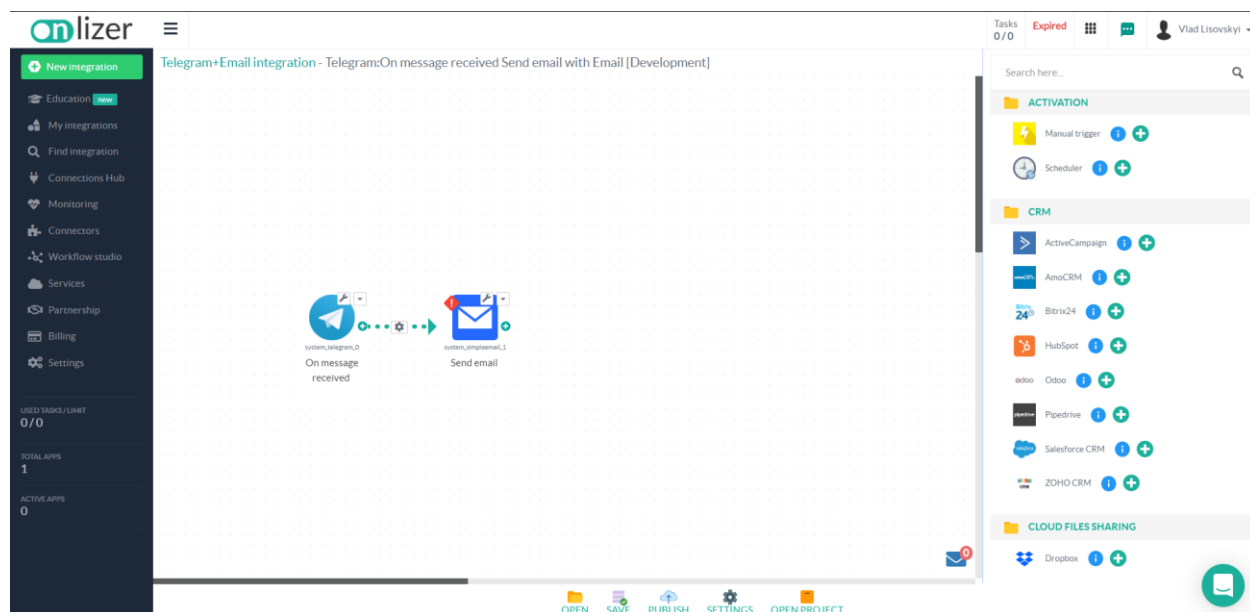 onlizer
Tasks
0/0
Expired
Vlad Lisovskyi
New integration
Education new
My integrations
Find integration
Connections Hub
Monitoring
Connectors
Workflow studio
Services
Partnership
Billing
Settings
USED TASKS / LIMIT
0/0
TOTAL APPS
1
ACTIVE APPS
0
Telegram+Email integration - Telegram:On message received Send email with Email [Development]
system_telegram_0
On message
received
system_simpleemail_1
Send email
0
OPEN
SAVE
PUBLISH
SETTINGS
OPEN PROJECT
Search here...
ACTIVATION
Manual trigger
Scheduler
CRM
ActiveCampaign
AmoCRM
Bitrix24
HubSpot
odoo Odoo
Pipedrive
Salesforce CRM
ZOHO CRM
CLOUD FILES SHARING
Dropbox